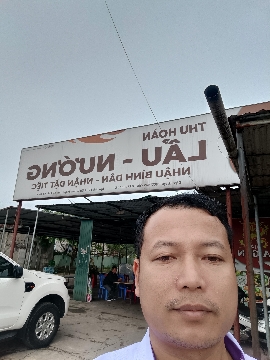 THU HOÀN
LẨU - NƯỚNG
NHẬU BÌNH DÂN - NHẬN ĐẶT TIỆC